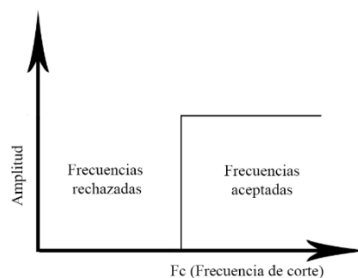 Amplitud
Frecuencias
rechazadas
Frecuencias
aceptadas
Fc (Frecuencia de corte)